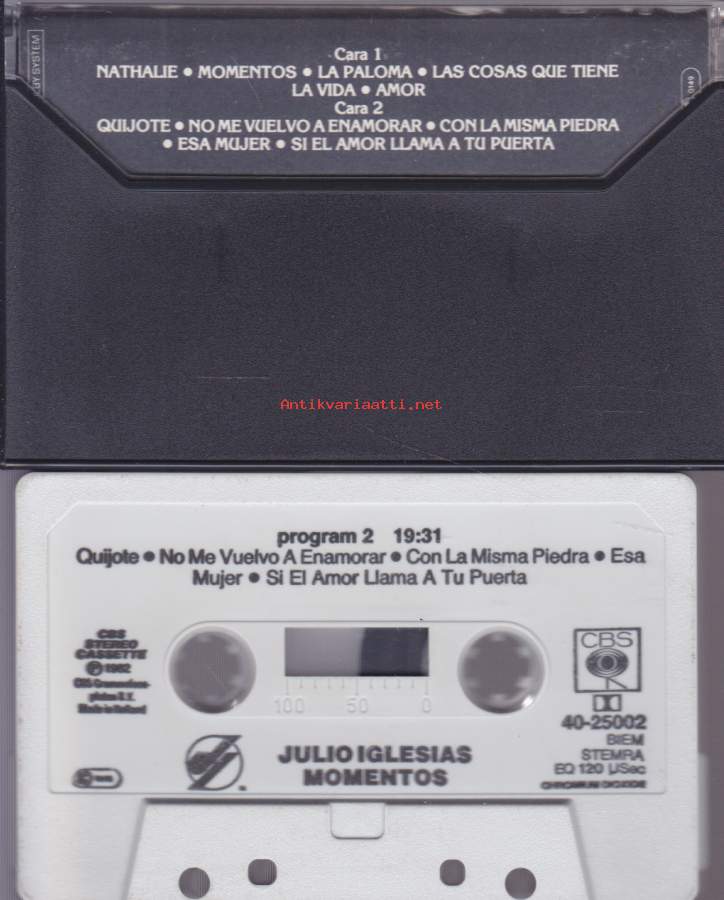 Cara 1
NATHALIE • MOMENTOS • LA PALOMA • LAS COSAS QUE TIENE
LA VIDA • AMOR
Cara 2
QUIJOTE • NO ME VUELVO A ENAMORAR • CON LA MISMA PIEDRA
• ESA MUJER • SI EL AMOR LLAMA A TU PUERTA
SYSTEM
0149
Antikvariaatti.net
program 2 19:31
Quijote • No Me Vuelvo A Enamorar • Con La Misma Piedra • Esa
Mujer • Si El Amor Llama A Tu Puerta
CBS
STEREO
CASSETTE
℗ 1982
Made in Holland
100 50 0
CBS
40-25002
BIEM
STEMRA
EQ 120 µSec
CHROMIUM DIOXIDE
JULIO IGLESIAS
MOMENTOS